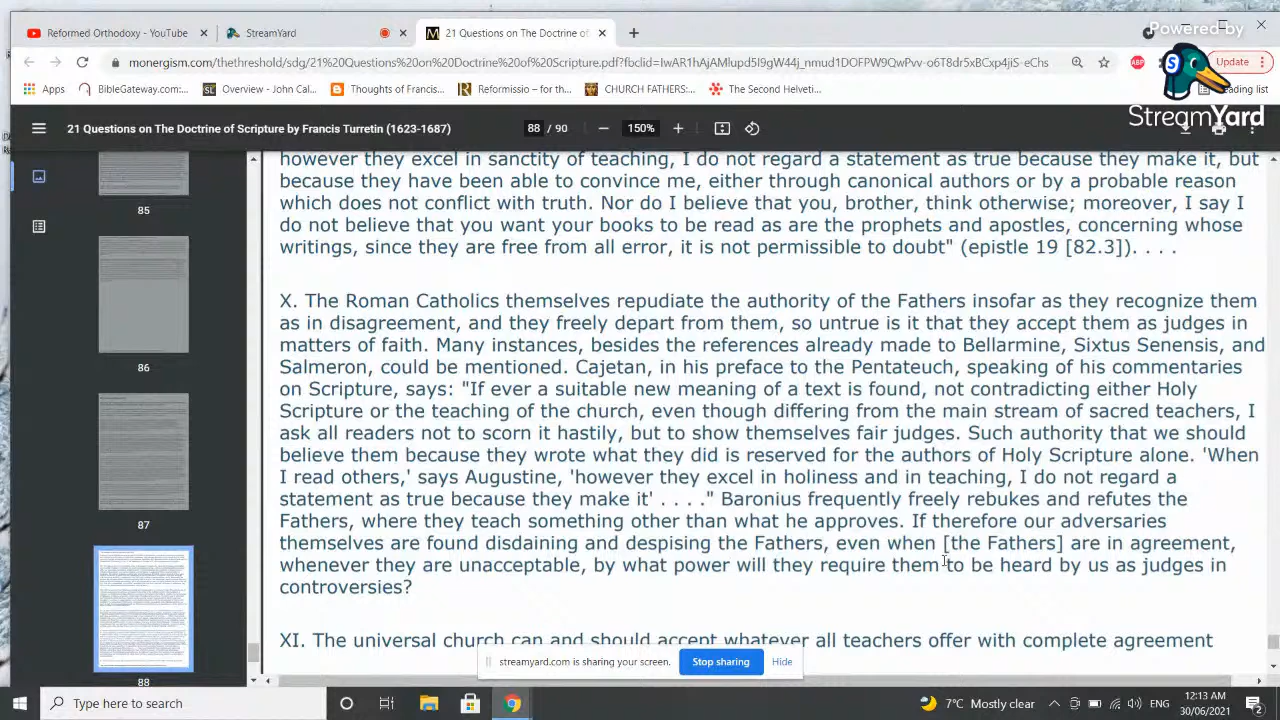 Powered by
StreamYard
Reformed Orthodoxy - YouTube
StreamYard
21 Questions on The Doctrine of
monergism.com/thethreshold/sdg/21%20Questions%20on%20Doctrine%20of%20Scripture.pdf?fbclid=IwAR1hAjAMlupd5I9gW44j_nmud1DOFPW9QwPvv-o6T8dr5xBCxp4jiS-eChs
ABP
Update
Apps
BibleGateway.com:...
Overview - John Cal...
Thoughts of Francis...
Reformed... – for th...
CHURCH FATHERS:...
The Second Helveti...
Reading list
21 Questions on The Doctrine of Scripture by Francis Turretin (1623-1687)
88 / 90
150%
85
86
87
88
however they excel in sanctity of teaching, I do not regard a statement as true because they make it, but
because they have been able to convince me, either through canonical authors or by a probable reason
which does not conflict with truth. Nor do I believe that you, brother, think otherwise; moreover, I say I
do not believe that you want your books to be read as are the prophets and apostles, concerning whose
writings, since they are free from all error, it is not permissible to doubt" (epistle 19 [82.3]). . . .
X. The Roman Catholics themselves repudiate the authority of the Fathers insofar as they recognize them
as in disagreement, and they freely depart from them, so untrue is it that they accept them as judges in
matters of faith. Many instances, besides the references already made to Bellarmine, Sixtus Senensis, and
Salmeron, could be mentioned. Cajetan, in his preface to the Pentateuch, speaking of his commentaries
on Scripture, says: "If ever a suitable new meaning of a text is found, not contradicting either Holy
Scripture or the teaching of the church, even though differing from the main stream of sacred teachers, I
ask all readers not to scorn it hastily, but to show themselves fair judges. Such authority that we should
believe them because they wrote what they did is reserved for the authors of Holy Scripture alone. 'When
I read others,' says Augustine, 'however they excel in holiness and in teaching, I do not regard a
statement as true because they make it' . . . ." Baronius frequently freely rebukes and refutes the
Fathers, where they teach something other than what he approves. If therefore our adversaries
themselves are found disdaining and despising the Fathers, even when [the Fathers] are in agreement,
whenever they are unacceptable, by what power will they require them to be heard by us as judges in
controversies?
XI. The universal church can and should accept whatever all teachers offer with complete agreement
streamyard.com is sharing your screen.
Stop sharing
Hide
Type here to search
7°C Mostly clear
ENG
12:13 AM
30/06/2021
2